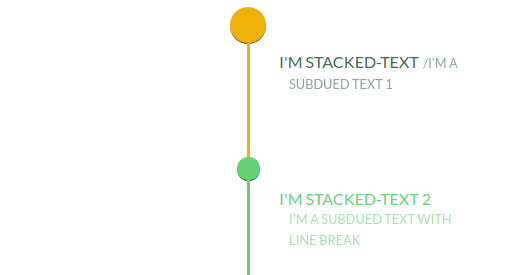 I'M STACKED-TEXT /I'M A
SUBDUED TEXT 1
I'M STACKED-TEXT 2
I'M A SUBDUED TEXT WITH
LINE BREAK